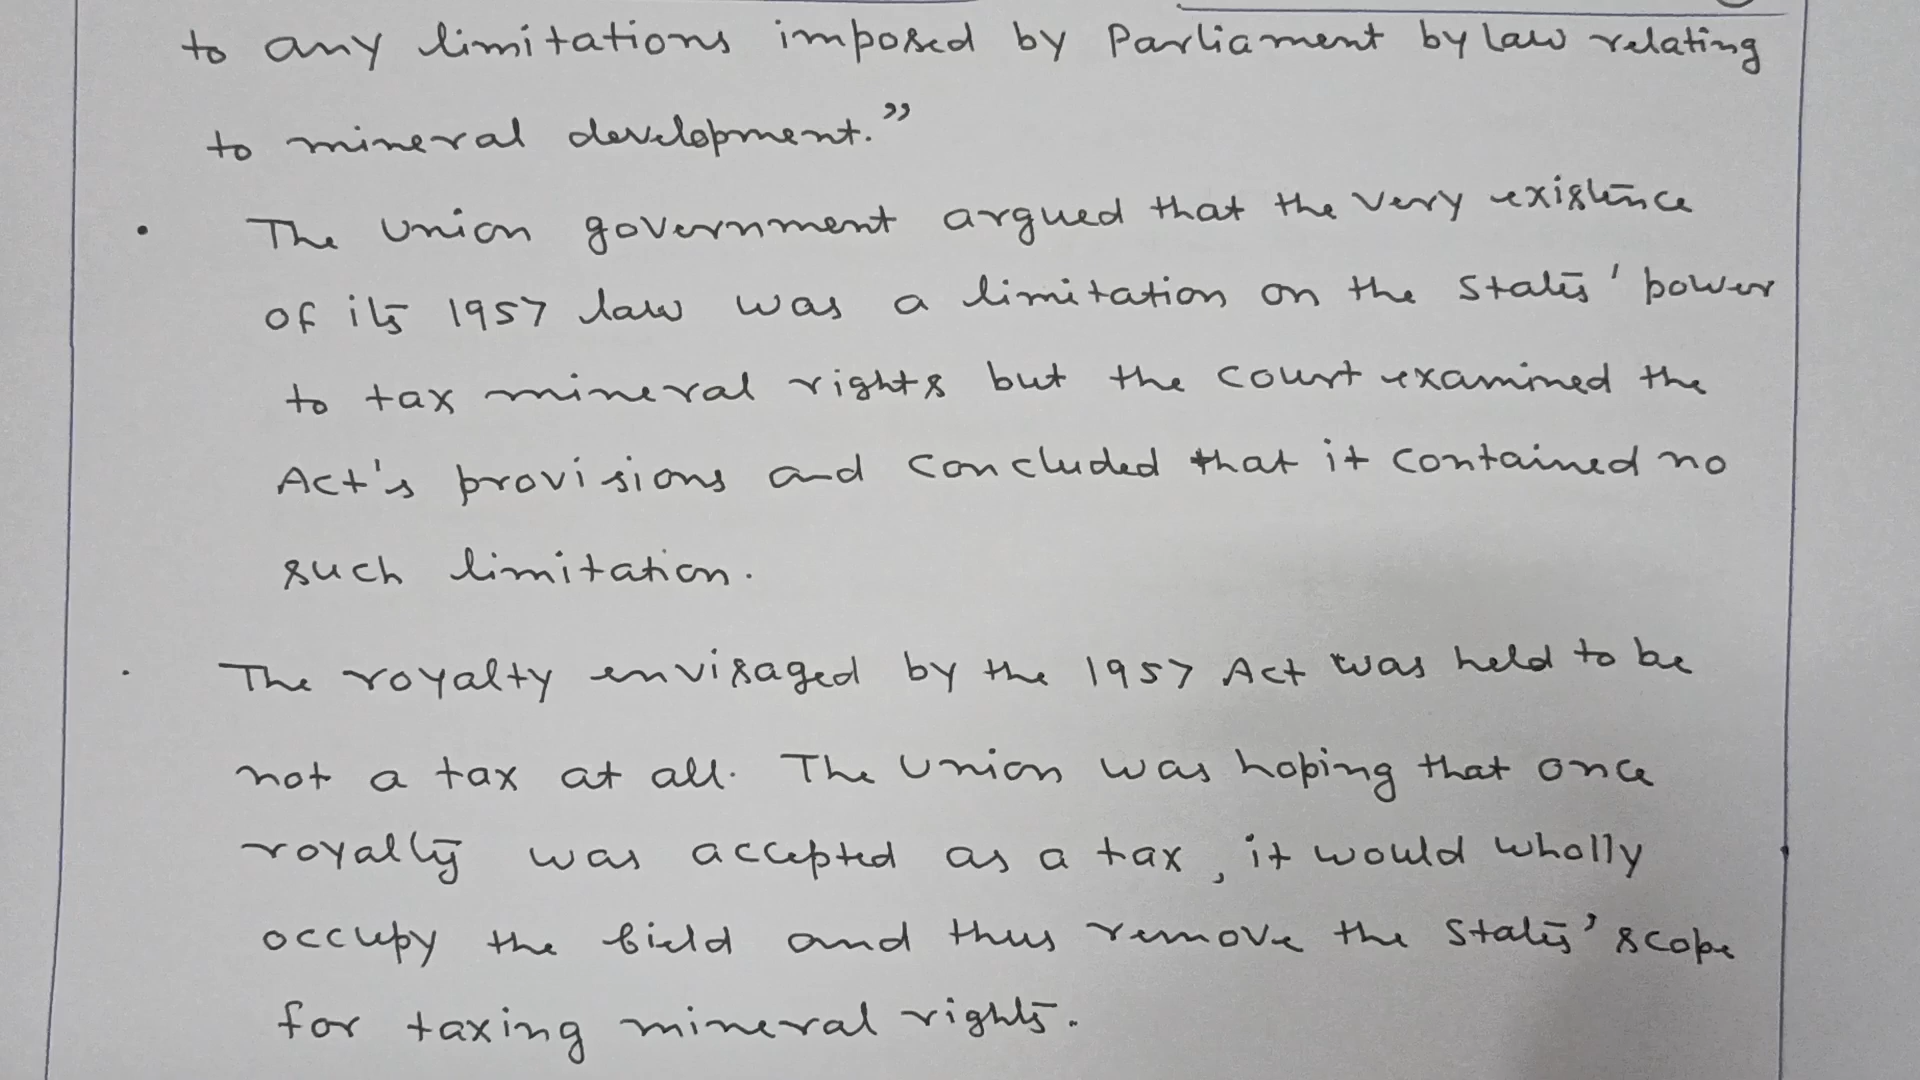 to any limitations imposed by Parliament by law relating
to mineral development.”
• The Union government argued that the very existence
of its 1957 law was a limitation on the States' power
to tax mineral rights but the court examined the
Act's provisions and concluded that it contained no
such limitation.
• The royalty envisaged by the 1957 Act was held to be
not a tax at all. The Union was hoping that once
royalty was accepted as a tax, it would wholly
occupy the field and thus remove the States' scope
for taxing mineral rights.